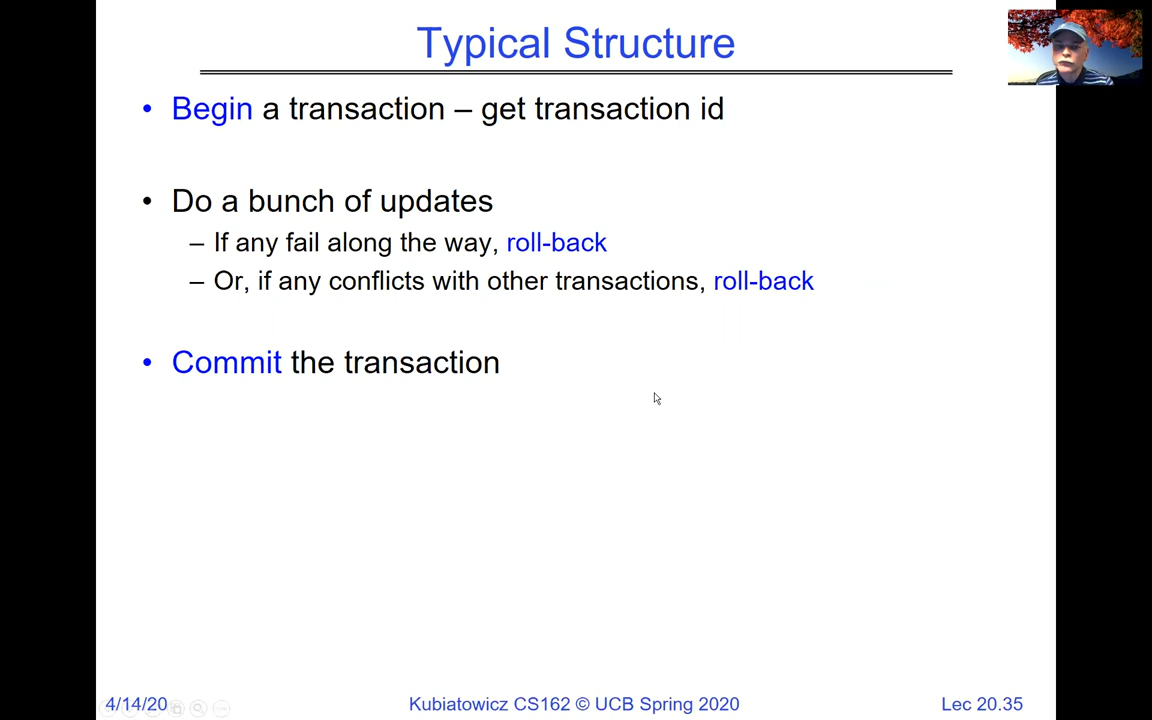 Typical Structure
• Begin a transaction – get transaction id
• Do a bunch of updates
– If any fail along the way, roll-back
– Or, if any conflicts with other transactions, roll-back
• Commit the transaction
4/14/20
Kubiatowicz CS162 © UCB Spring 2020
Lec 20.35